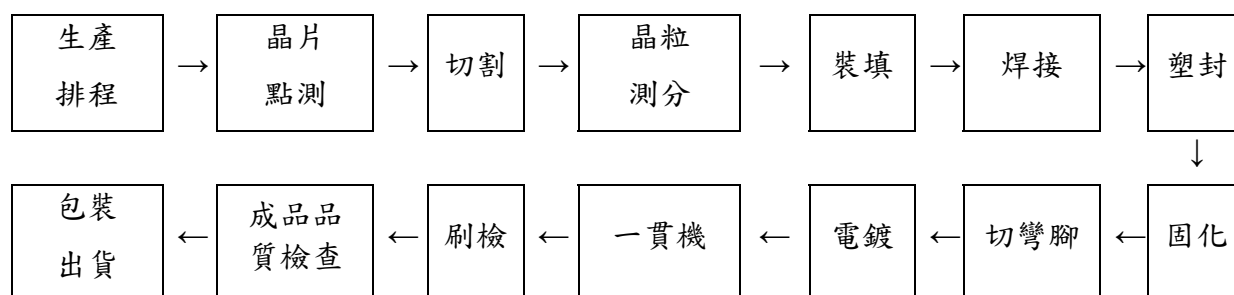 生產
排程
→
晶片
點測
→
切割
→
晶粒
測分
→
裝填
→
焊接
→
塑封
↓
固化
←
切彎腳
←
電鍍
←
一貫機
←
刷檢
←
成品品
質檢查
←
包裝
出貨